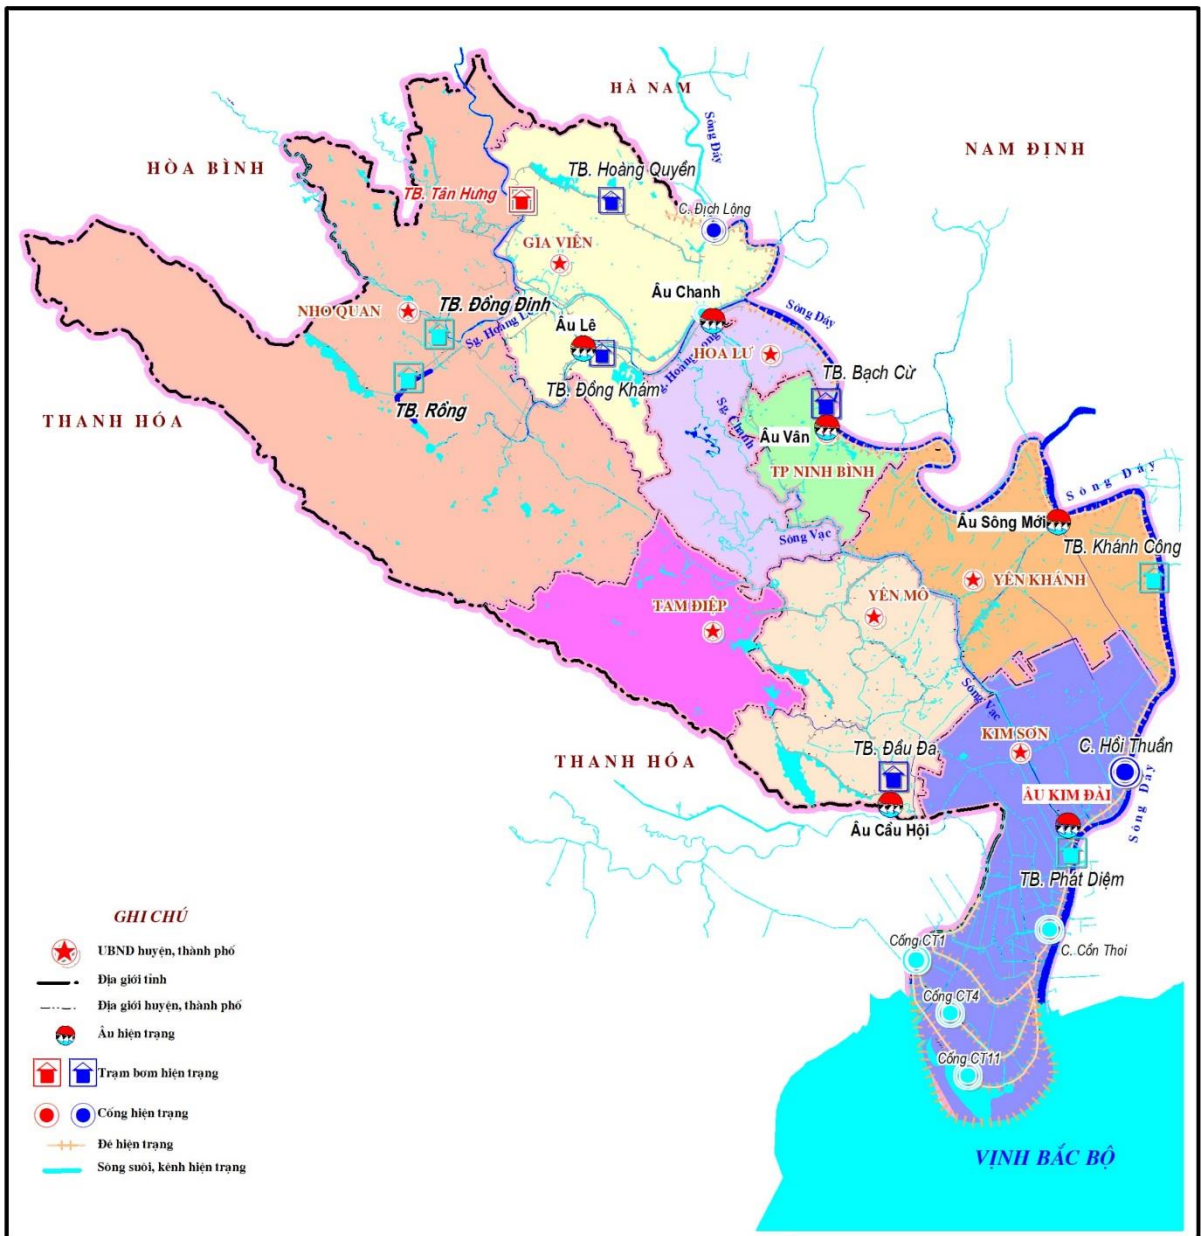 HÀ NAM
Sông Đáy
NAM ĐỊNH
HÒA BÌNH
TB. Hoàng Quyển
TB. Tân Hưng
C. Địch Lộng
GIA VIỄN
Âu Chanh
NHO QUAN
TB. Đồng Định
Sông Đáy
Âu Lê
HOA LƯ
TB. Bạch Cừ
TB. Đồng Khám
TB. Rồng
THANH HÓA
Sg. Chanh
Âu Vân
TP NINH BÌNH
Sông Đáy
Âu Sông Mới
Sông Vạc
TB. Khánh Công
YÊN KHÁNH
YÊN MÔ
TAM ĐIỆP
Sông Vạc
KIM SƠN
TB. Đầu Đa.
C. Hồi Thuần
THANH HÓA
ÂU KIM ĐÀI
Sông Đáy
Âu Cầu Hội
TB. Phát Diệm
GHI CHÚ
Cống CT1
C. Cồn Thoi
UBND huyện, thành phố
Địa giới tỉnh
Cống CT4
Địa giới huyện, thành phố
Âu hiện trạng
Cống CT11
Trạm bơm hiện trạng
Cống hiện trạng
Đê hiện trạng
Sông suối, kênh hiện trạng
VỊNH BẮC BỘ